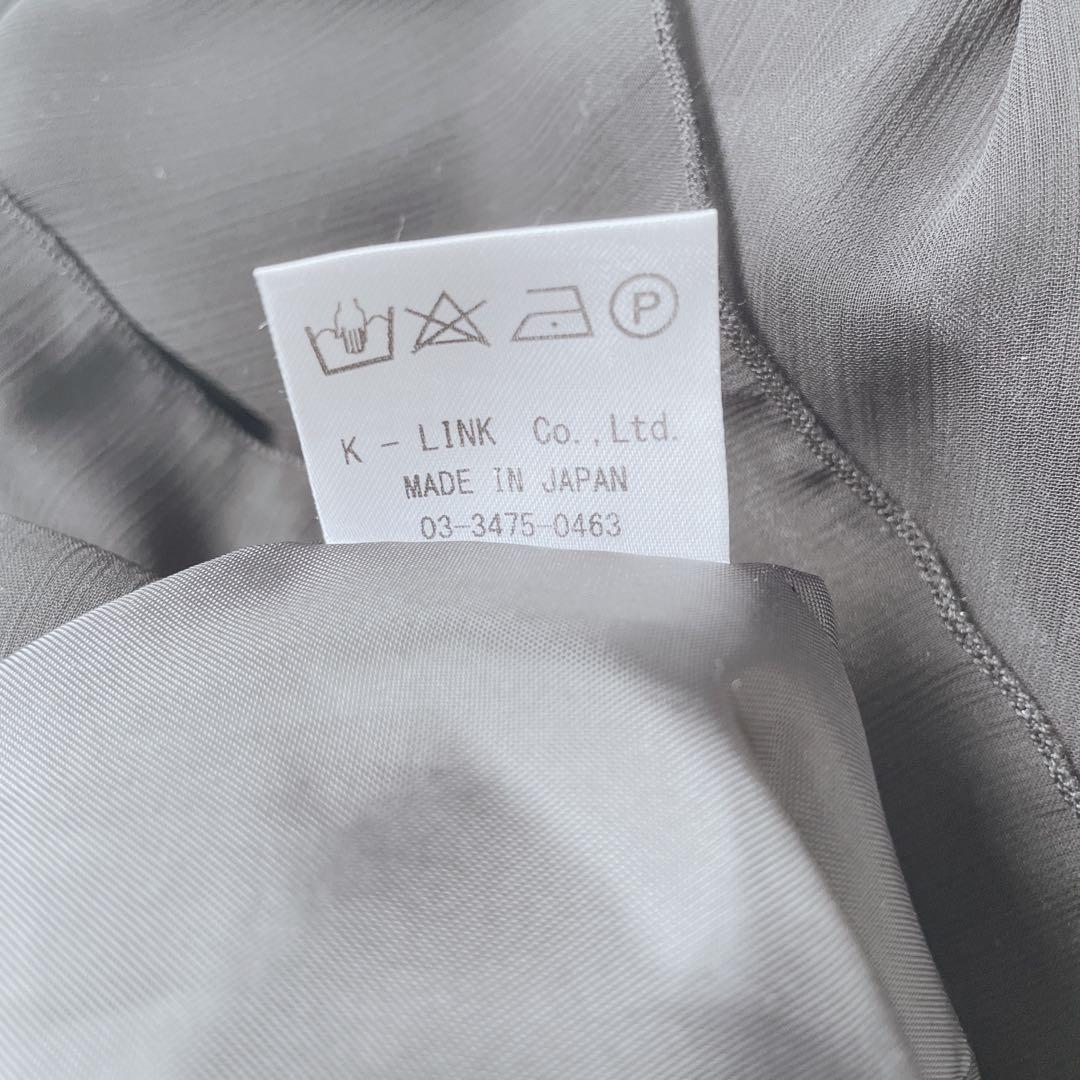 P
K - LINK Co.,Ltd.
MADE IN JAPAN
03-3475-0463